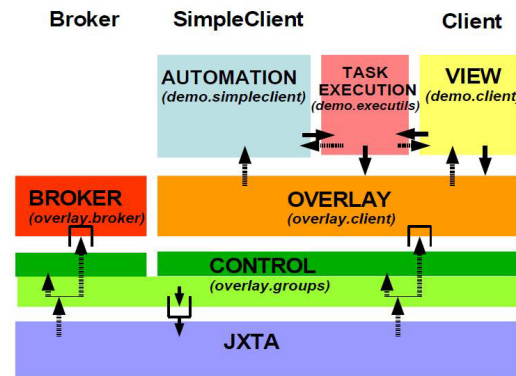 Broker SimpleClient Client
AUTOMATION
(demo.simpleclient)
TASK
EXECUTION
(demo.executils)
VIEW
(demo.client)
BROKER
(overlay.broker)
OVERLAY
(overlay.client)
CONTROL
(overlay.groups)
JXTA